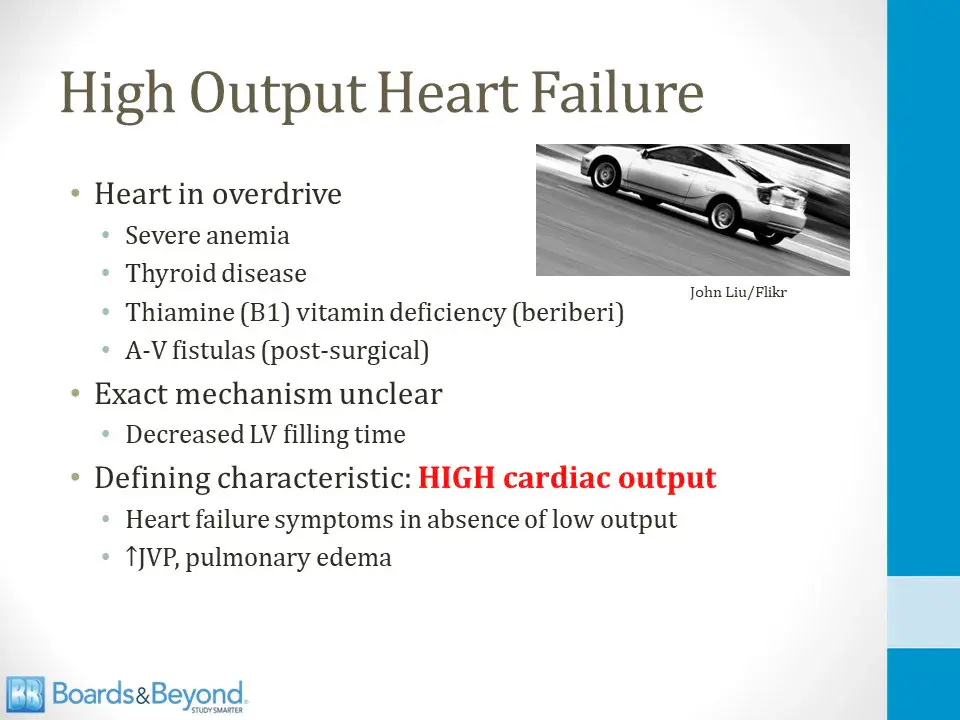 High Output Heart Failure
• Heart in overdrive
• Severe anemia
• Thyroid disease
• Thiamine (B1) vitamin deficiency (beriberi)
• A-V fistulas (post-surgical)
John Liu/Flikr
• Exact mechanism unclear
• Decreased LV filling time
• Defining characteristic: HIGH cardiac output
• Heart failure symptoms in absence of low output
• ↑JVP, pulmonary edema
BB Boards&Beyond.
STUDY SMARTER